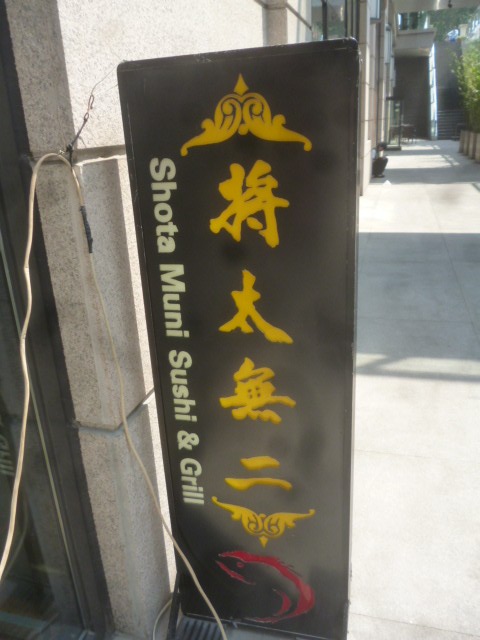 将太無二
Shota Muni Sushi & Grill